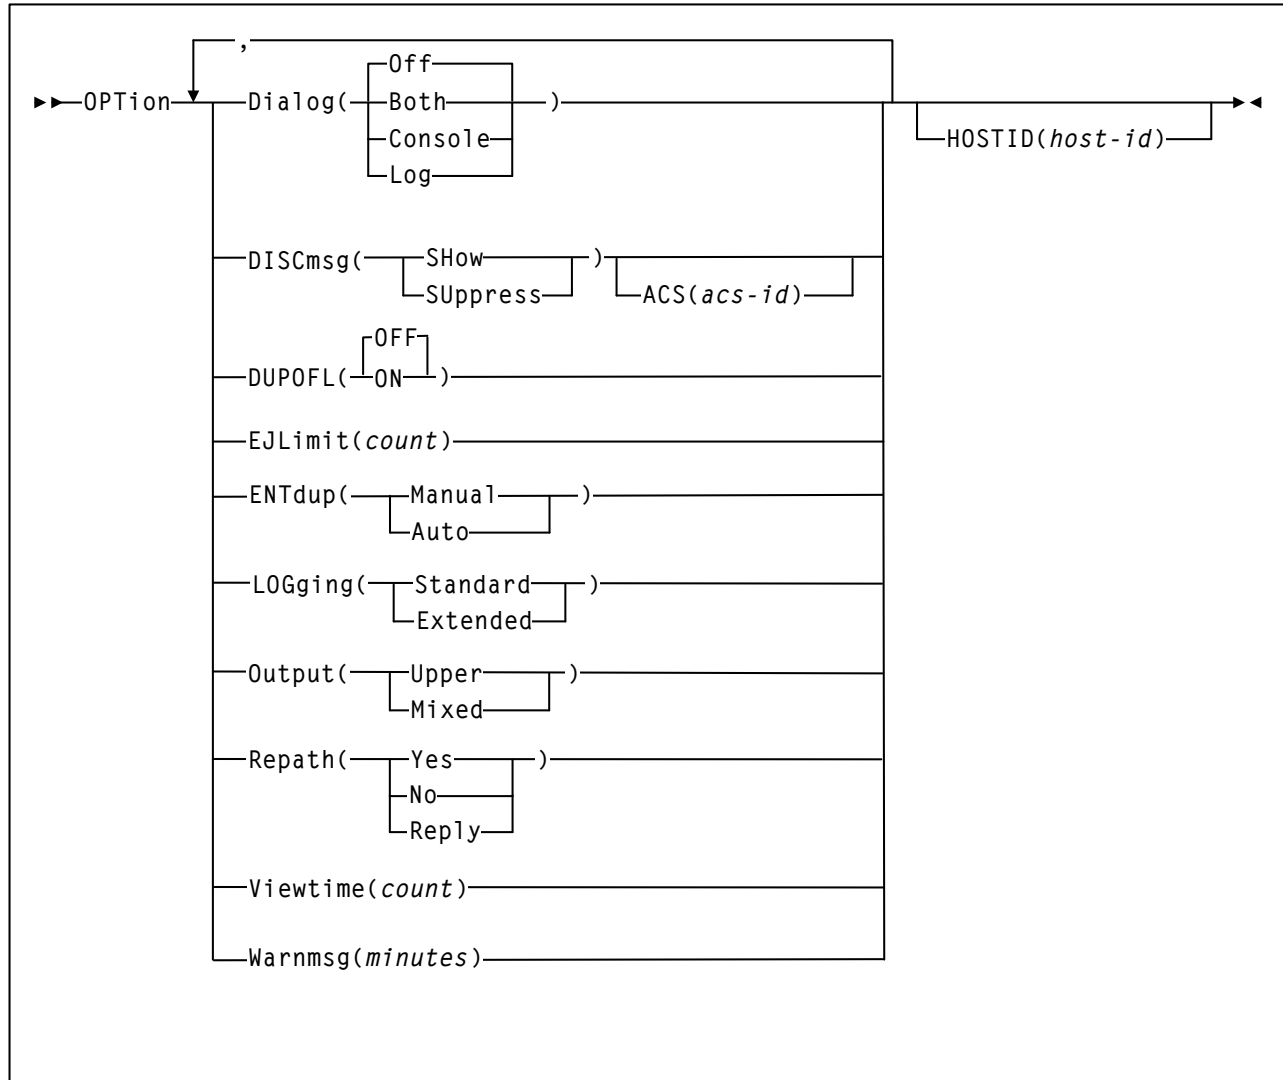 ,
Off
OPTion Dialog( Both ) HOSTID(host-id)
Console
Log
DISCmsg( SHow )
SUppress ACS(acs-id)
OFF
DUPOFL( ON )
EJLimit(count)
ENTdup( Manual )
Auto
LOGging( Standard )
Extended
Output( Upper )
Mixed
Repath( Yes )
No
Reply
Viewtime(count)
Warnmsg(minutes)